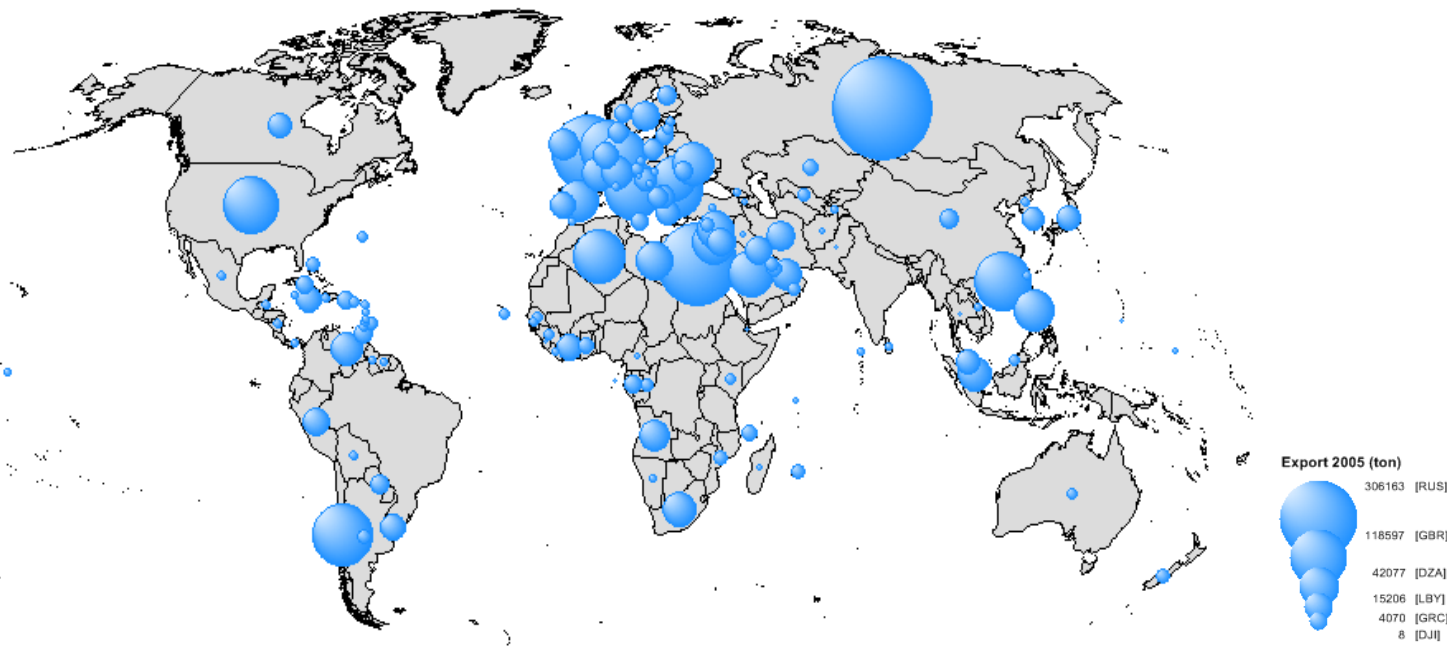 Export 2005 (ton)
306163 [RUS]
118597 [GBR]
42077 [DZA]
15206 [LBY]
4070 [GRC]
8 [DJI]